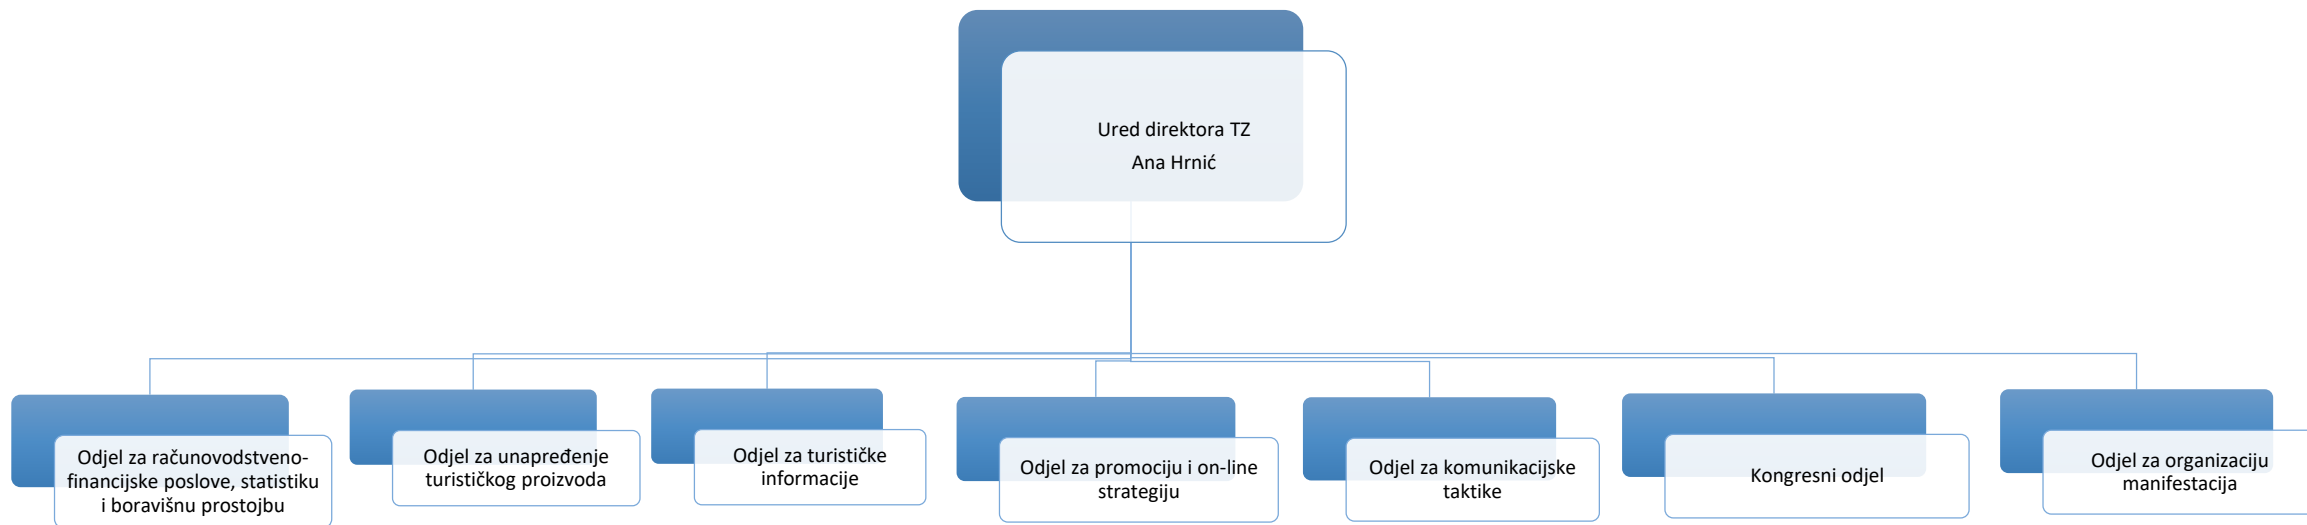 Ured direktora TZ
Ana Hrnić
Odjel za računovodstveno-
financijske poslove, statistiku
i boravišnu prostojbu
Odjel za unapređenje
turističkog proizvoda
Odjel za turističke
informacije
Odjel za promociju i on-line
strategiju
Odjel za komunikacijske
taktike
Kongresni odjel
Odjel za organizaciju
manifestacija